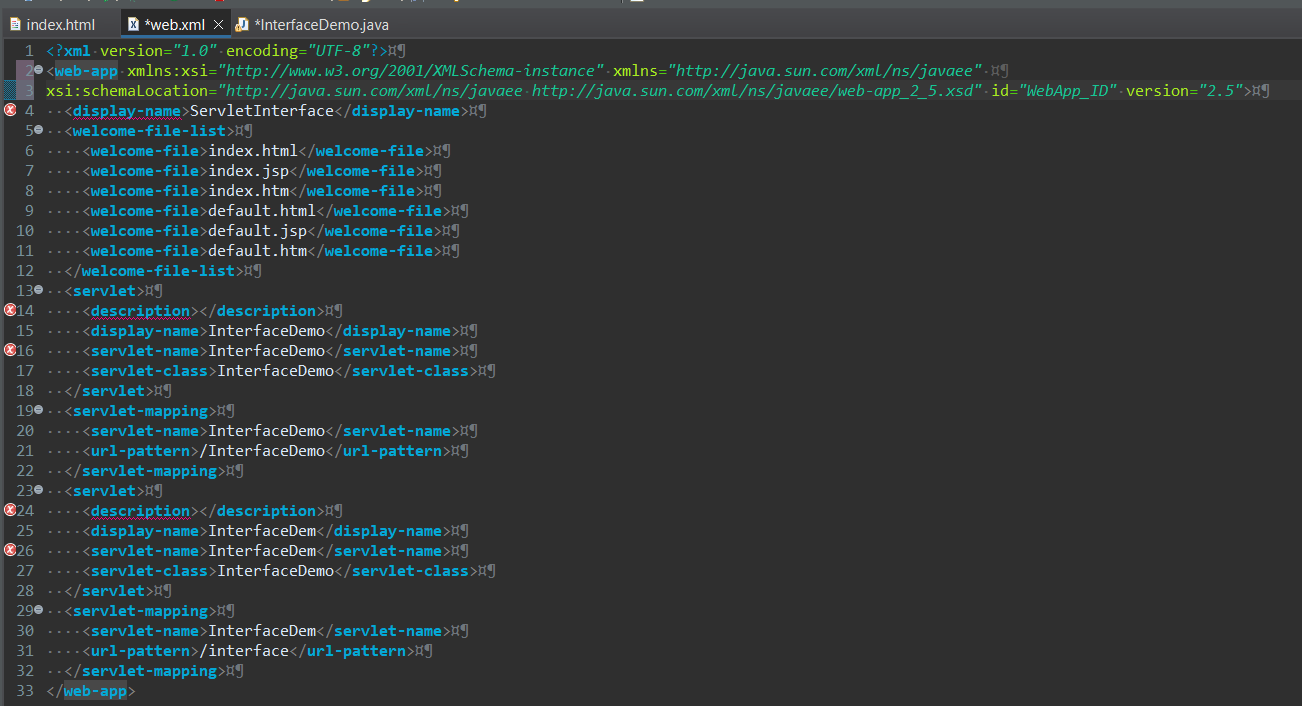 index.html *web.xml *InterfaceDemo.java
1 <?xml version="1.0" encoding="UTF-8"?>¤¶
2 <web-app xmlns:xsi="http://www.w3.org/2001/XMLSchema-instance" xmlns="http://java.sun.com/xml/ns/javaee" ¤¶
3 xsi:schemaLocation="http://java.sun.com/xml/ns/javaee http://java.sun.com/xml/ns/javaee/web-app_2_5.xsd" id="WebApp_ID" version="2.5">¤¶
4 ··<display-name>ServletInterface</display-name>¤¶
5 ··<welcome-file-list>¤¶
6 ····<welcome-file>index.html</welcome-file>¤¶
7 ····<welcome-file>index.jsp</welcome-file>¤¶
8 ····<welcome-file>index.htm</welcome-file>¤¶
9 ····<welcome-file>default.html</welcome-file>¤¶
10 ····<welcome-file>default.jsp</welcome-file>¤¶
11 ····<welcome-file>default.htm</welcome-file>¤¶
12 ··</welcome-file-list>¤¶
13 ··<servlet>¤¶
14 ····<description></description>¤¶
15 ····<display-name>InterfaceDemo</display-name>¤¶
16 ····<servlet-name>InterfaceDemo</servlet-name>¤¶
17 ····<servlet-class>InterfaceDemo</servlet-class>¤¶
18 ··</servlet>¤¶
19 ··<servlet-mapping>¤¶
20 ····<servlet-name>InterfaceDemo</servlet-name>¤¶
21 ····<url-pattern>/InterfaceDemo</url-pattern>¤¶
22 ··</servlet-mapping>¤¶
23 ··<servlet>¤¶
24 ····<description></description>¤¶
25 ····<display-name>InterfaceDem</display-name>¤¶
26 ····<servlet-name>InterfaceDem</servlet-name>¤¶
27 ····<servlet-class>InterfaceDemo</servlet-class>¤¶
28 ··</servlet>¤¶
29 ··<servlet-mapping>¤¶
30 ····<servlet-name>InterfaceDem</servlet-name>¤¶
31 ····<url-pattern>/interface</url-pattern>¤¶
32 ··</servlet-mapping>¤¶
33 </web-app>